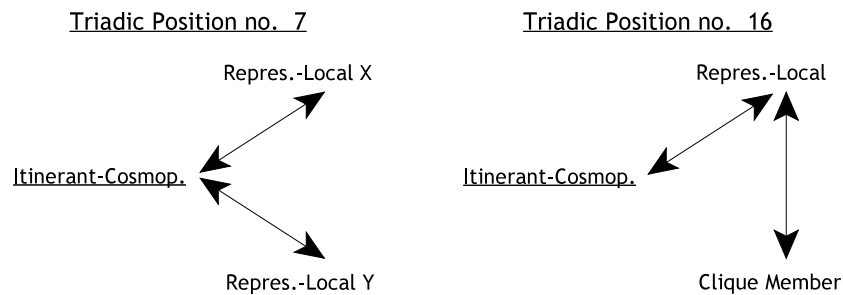 Triadic Position no. 7
Repres.-Local X
Itinerant-Cosmop.
Repres.-Local Y
Triadic Position no. 16
Repres.-Local
Itinerant-Cosmop.
Clique Member